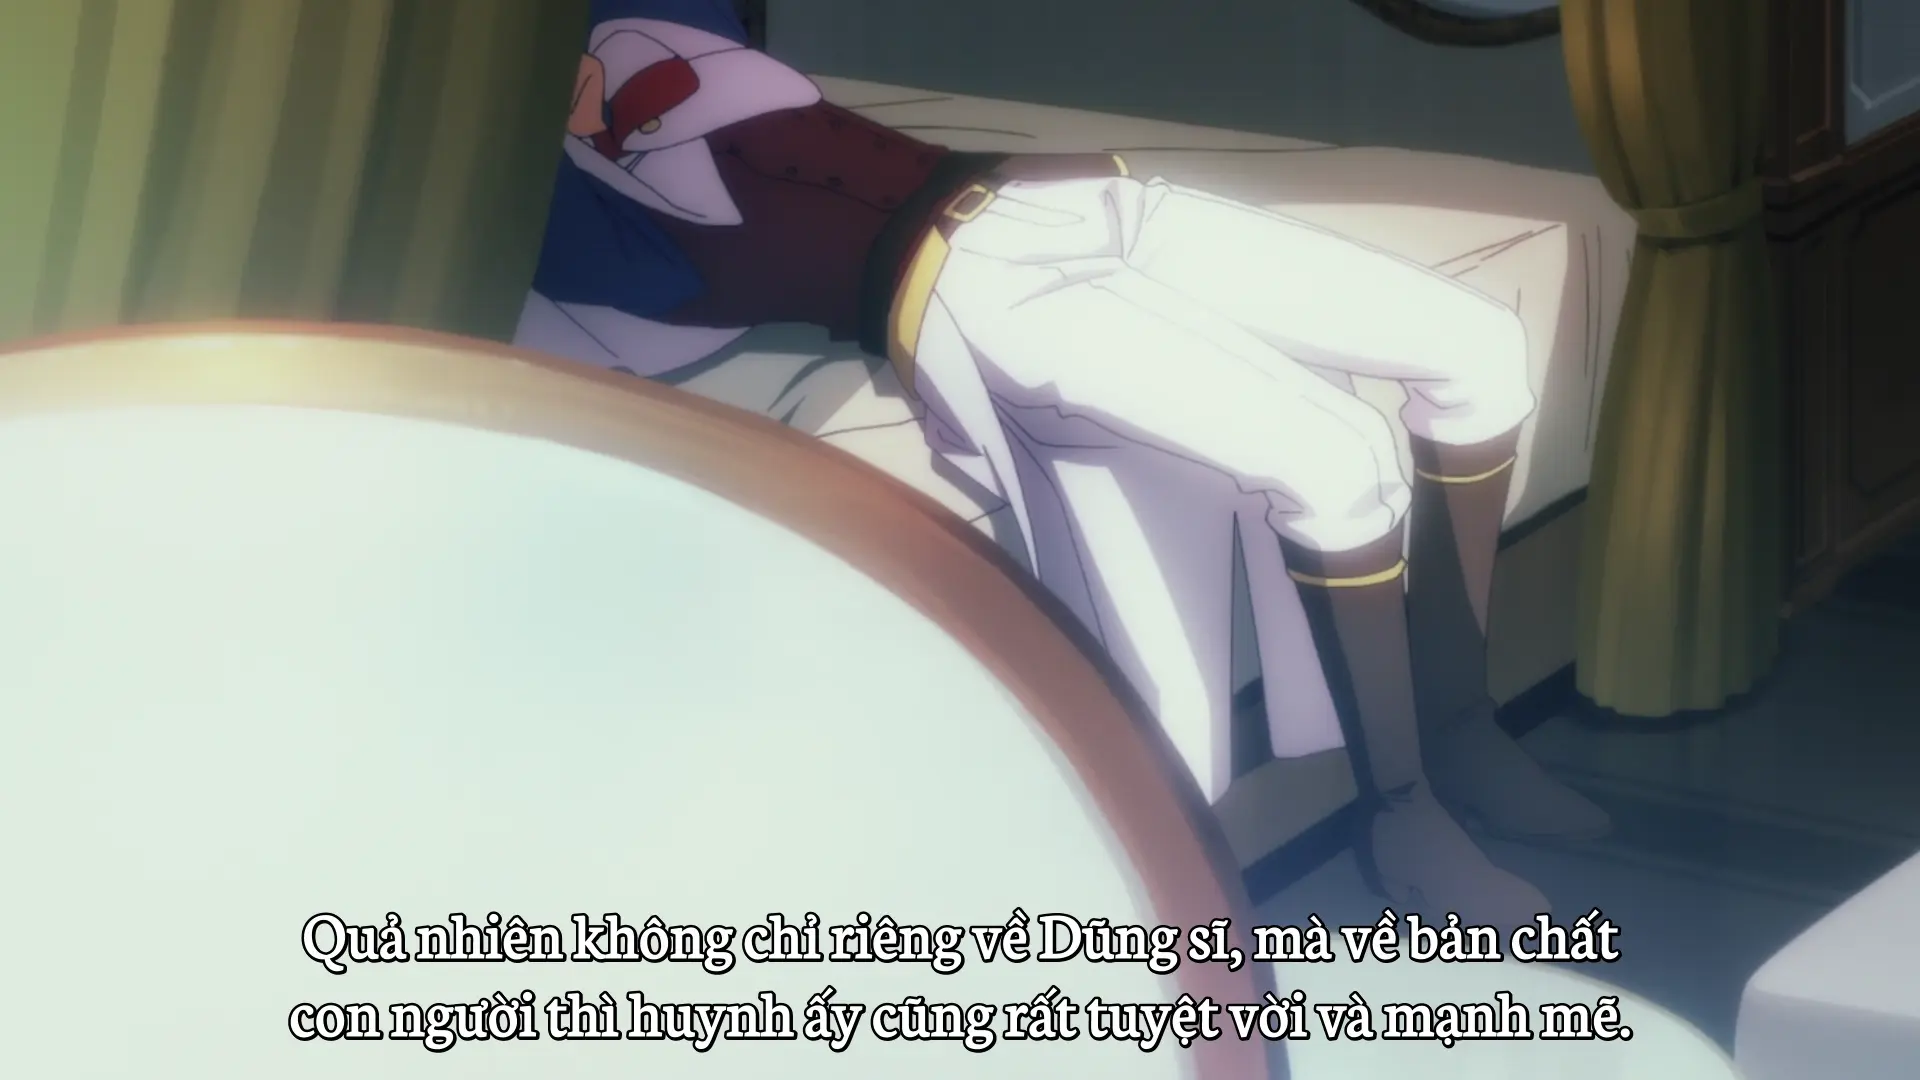 Quả nhiên không chỉ riêng về Dũng sĩ, mà về bản chất
con người thì huynh ấy cũng rất tuyệt vời và mạnh mẽ.